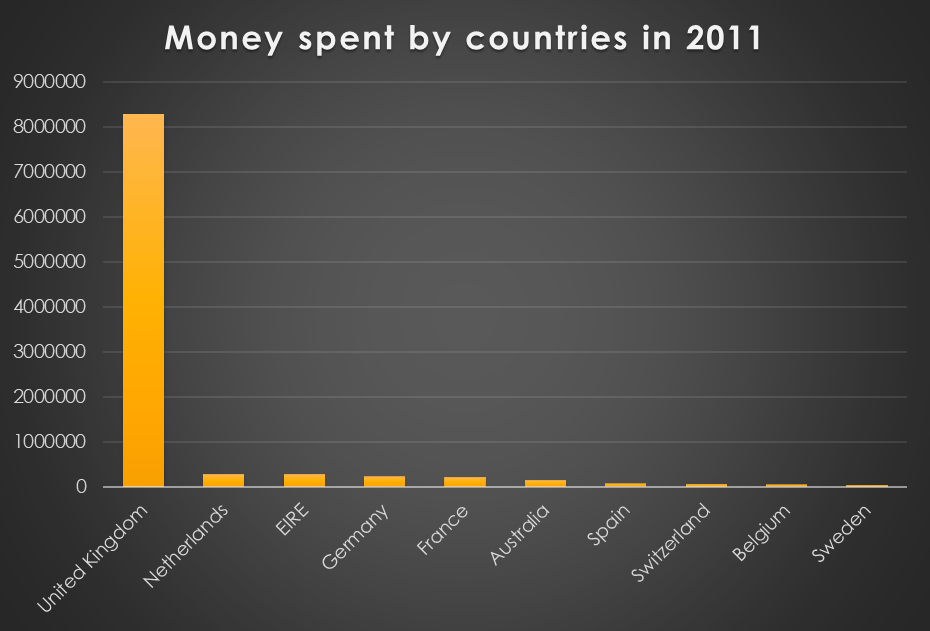 Money spent by countries in 2011
9000000
8000000
7000000
6000000
5000000
4000000
3000000
2000000
1000000
0
United Kingdom
Netherlands
EIRE
Germany
France
Australia
Spain
Switzerland
Belgium
Sweden